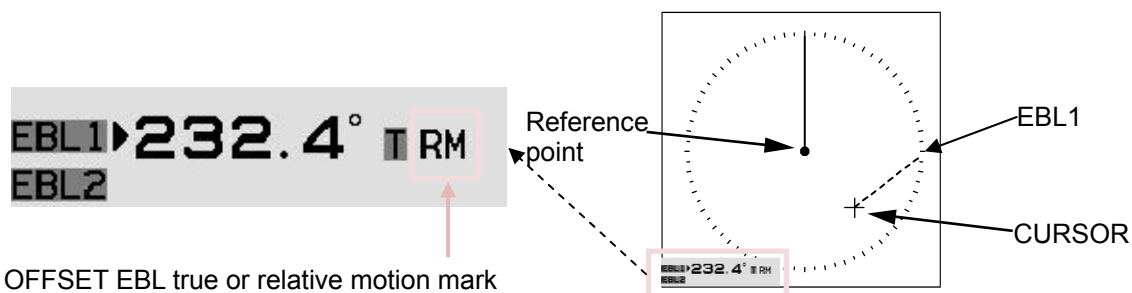 EBL1 232.4° T RM
EBL2
OFFSET EBL true or relative motion mark
Reference
point
EBL1
CURSOR
EBL1 232.4° T RM
EBL2